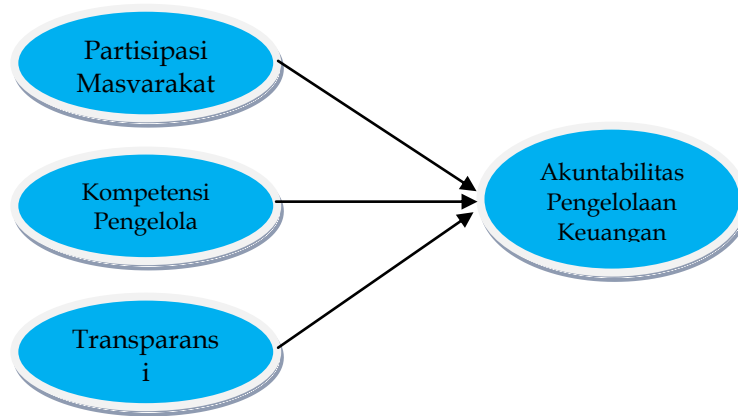 Partisipasi
Masyarakat
Kompetensi
Pengelola
Transparans
i
Akuntabilitas
Pengelolaan
Keuangan